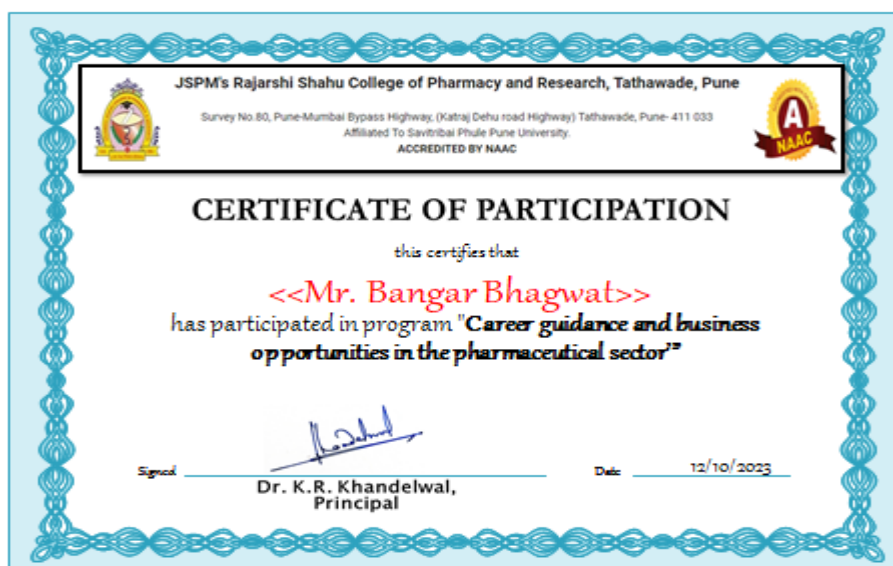 JSPM's Rajarshi Shahu College of Pharmacy and Research, Tathawade, Pune
Survey No.80, Pune-Mumbai Bypass Highway, (Katraj Dehu road Highway) Tathawade, Pune- 411 033
Affiliated To Savitribai Phule Pune University.
ACCREDITED BY NAAC
A
NAAC
CERTIFICATE OF PARTICIPATION
this certifies that
<<Mr. Bangar Bhagwat>>
has participated in program "Career guidance and business
opportunities in the pharmaceutical sector'"
Khandelwal
Signed
Dr. K.R. Khandelwal,
Principal
Date 12/10/2023